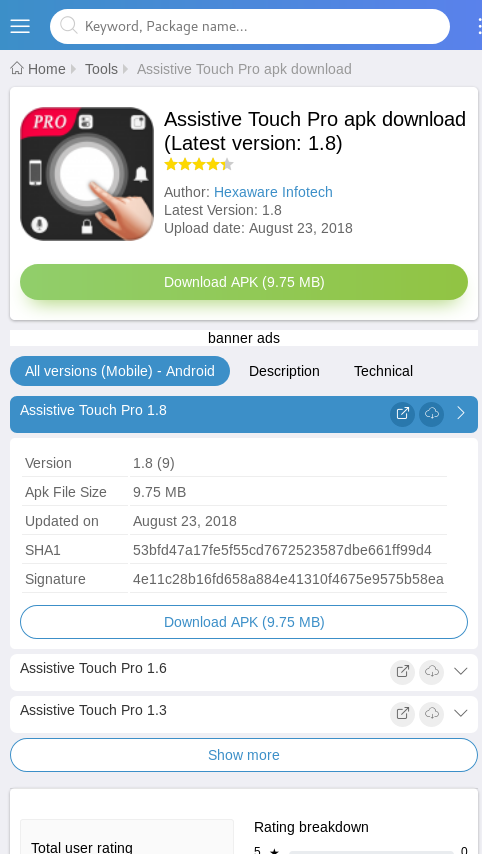 Keyword, Package name...
Home Tools Assistive Touch Pro apk download
PRO
Assistive Touch Pro apk download
(Latest version: 1.8)
Author: Hexaware Infotech
Latest Version: 1.8
Upload date: August 23, 2018
Download APK (9.75 MB)
banner ads
All versions (Mobile) - Android Description Technical
Assistive Touch Pro 1.8
Version 1.8 (9)
Apk File Size 9.75 MB
Updated on August 23, 2018
SHA1 53bfd47a17fe5f55cd7672523587dbe661ff99d4
Signature 4e11c28b16fd658a884e41310f4675e9575b58ea
Download APK (9.75 MB)
Assistive Touch Pro 1.6
Assistive Touch Pro 1.3
Show more
Rating breakdown
Total user rating
5 ★ 0